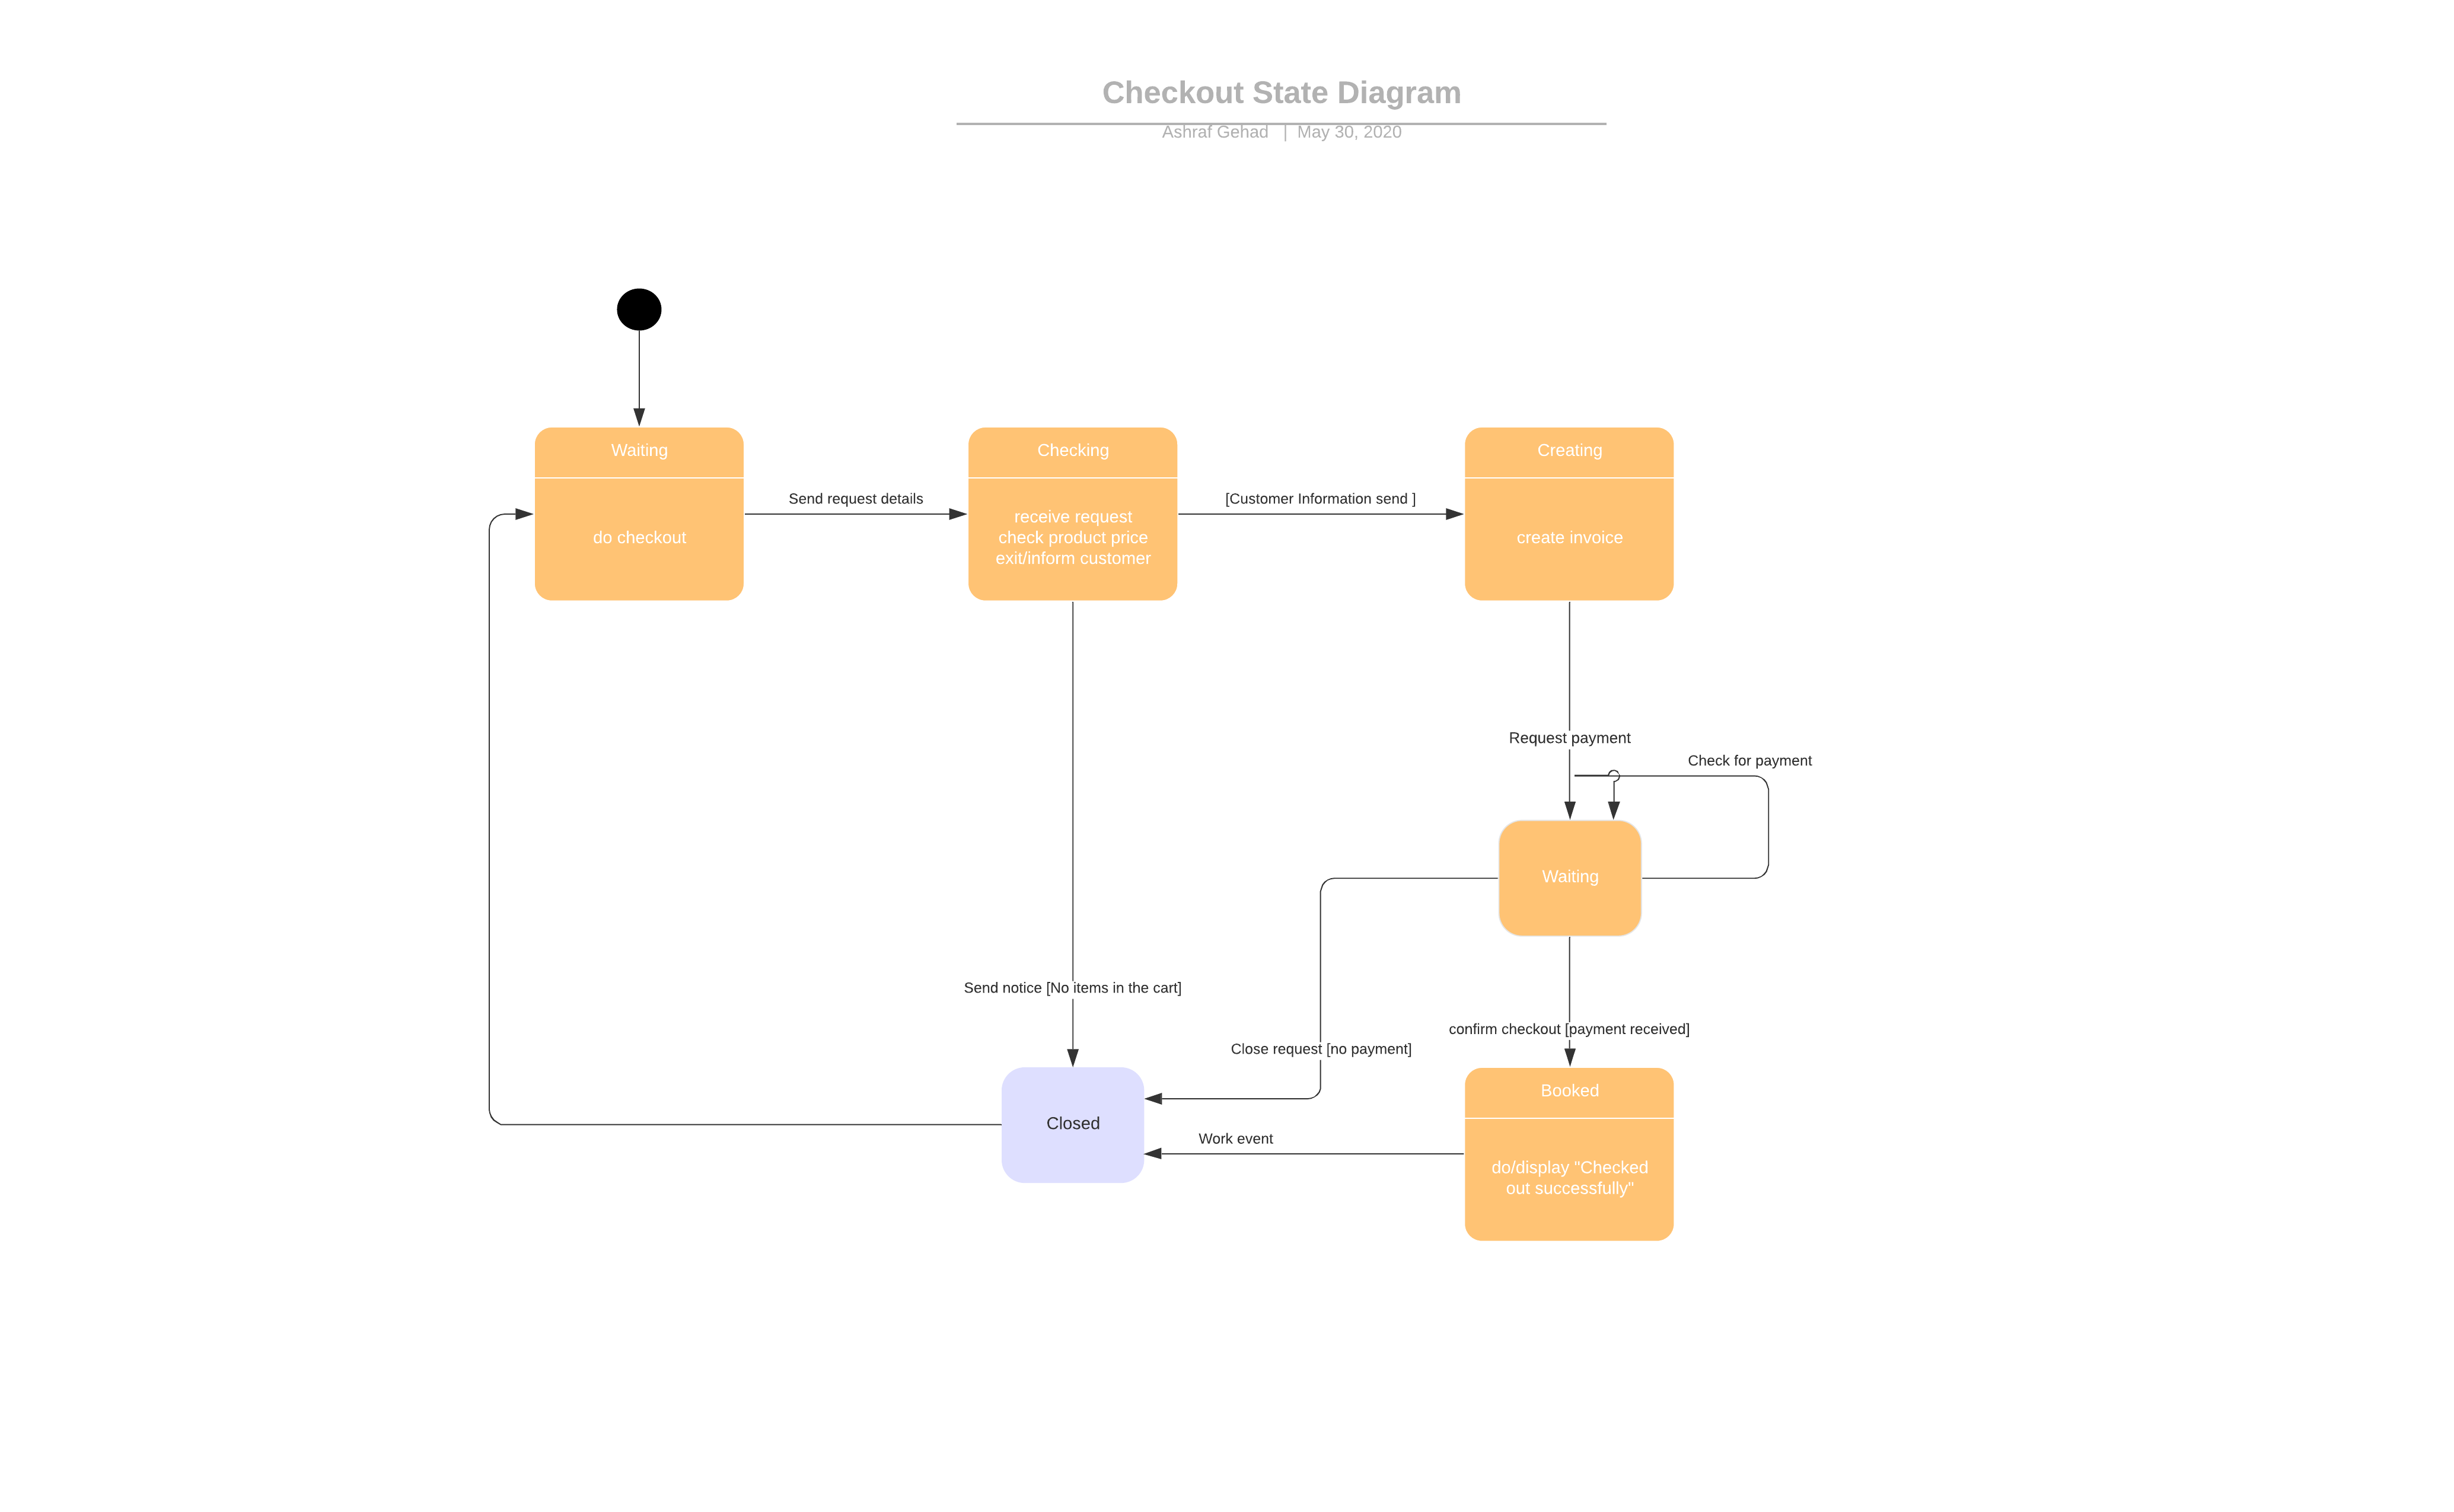 Checkout State Diagram
Ashraf Gehad | May 30, 2020
Waiting
do checkout
Send request details
Checking
receive request
check product price
exit/inform customer
[Customer Information send ]
Creating
create invoice
Request payment
Check for payment
Waiting
Send notice [No items in the cart]
Close request [no payment]
confirm checkout [payment received]
Closed
Work event
Booked
do/display "Checked
out successfully"